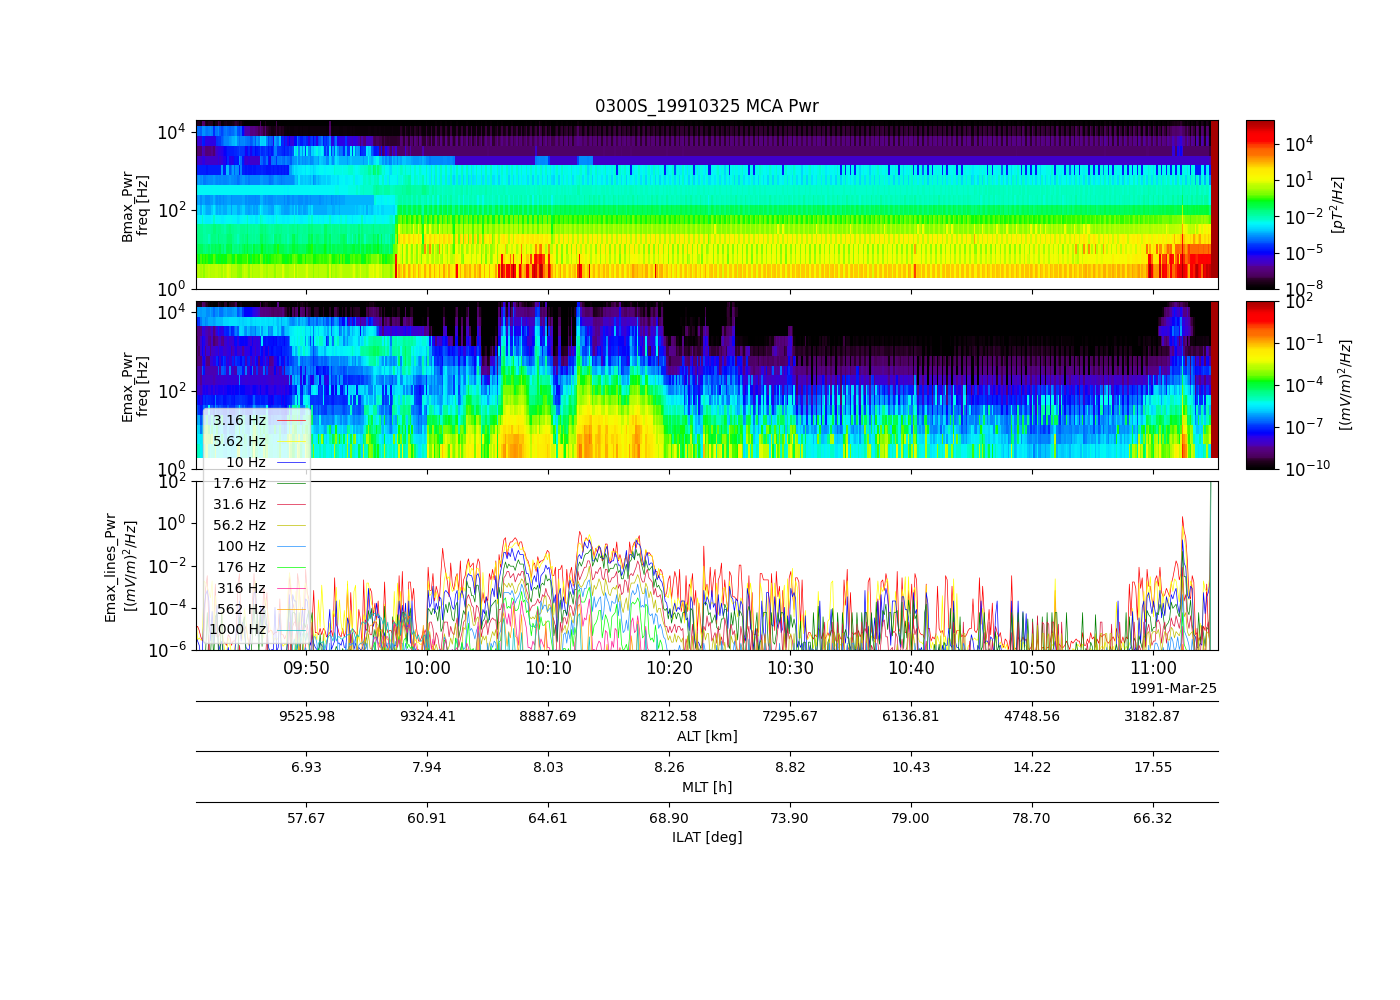 0300S_19910325 MCA Pwr
Bmax_Pwr
freq [Hz]
10^4
10^2
10^0
10^4
10^1
10^-2
10^-5
10^-8
[pT^2/Hz]
Emax_Pwr
freq [Hz]
10^4
10^2
10^0
10^2
10^-1
10^-4
10^-7
10^-10
[(mV/m)^2/Hz]
Emax_lines_Pwr
[(mV/m)^2/Hz]
10^2
10^0
10^-2
10^-4
10^-6
3.16 Hz
5.62 Hz
10 Hz
17.6 Hz
31.6 Hz
56.2 Hz
100 Hz
176 Hz
316 Hz
562 Hz
1000 Hz
09:50 10:00 10:10 10:20 10:30 10:40 10:50 11:00
1991-Mar-25
9525.98 9324.41 8887.69 8212.58 7295.67 6136.81 4748.56 3182.87
ALT [km]
6.93 7.94 8.03 8.26 8.82 10.43 14.22 17.55
MLT [h]
57.67 60.91 64.61 68.90 73.90 79.00 78.70 66.32
ILAT [deg]